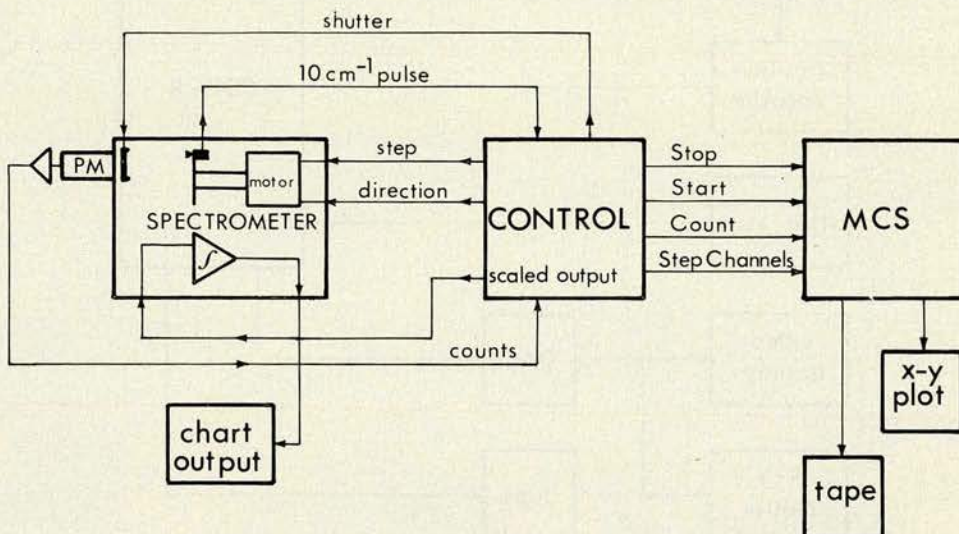 shutter
10 cm⁻¹ pulse
PM
motor
SPECTROMETER
∫
step
direction
CONTROL
scaled output
counts
Stop
Start
Count
Step Channels
MCS
chart
output
x-y
plot
tape